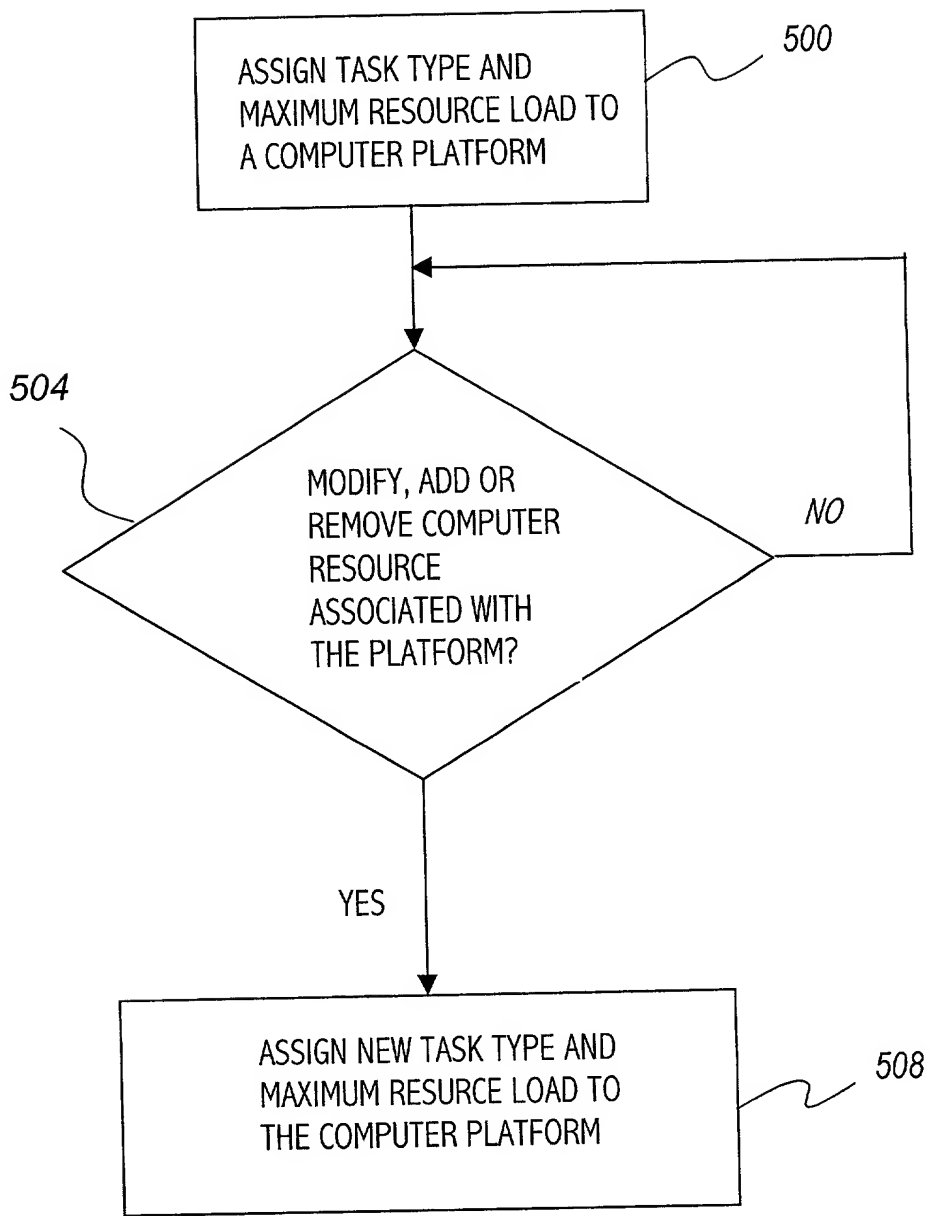 500
ASSIGN TASK TYPE AND
MAXIMUM RESOURCE LOAD TO
A COMPUTER PLATFORM
504
MODIFY, ADD OR
REMOVE COMPUTER
RESOURCE
ASSOCIATED WITH
THE PLATFORM?
NO
YES
ASSIGN NEW TASK TYPE AND
MAXIMUM RESURCE LOAD TO
THE COMPUTER PLATFORM
508